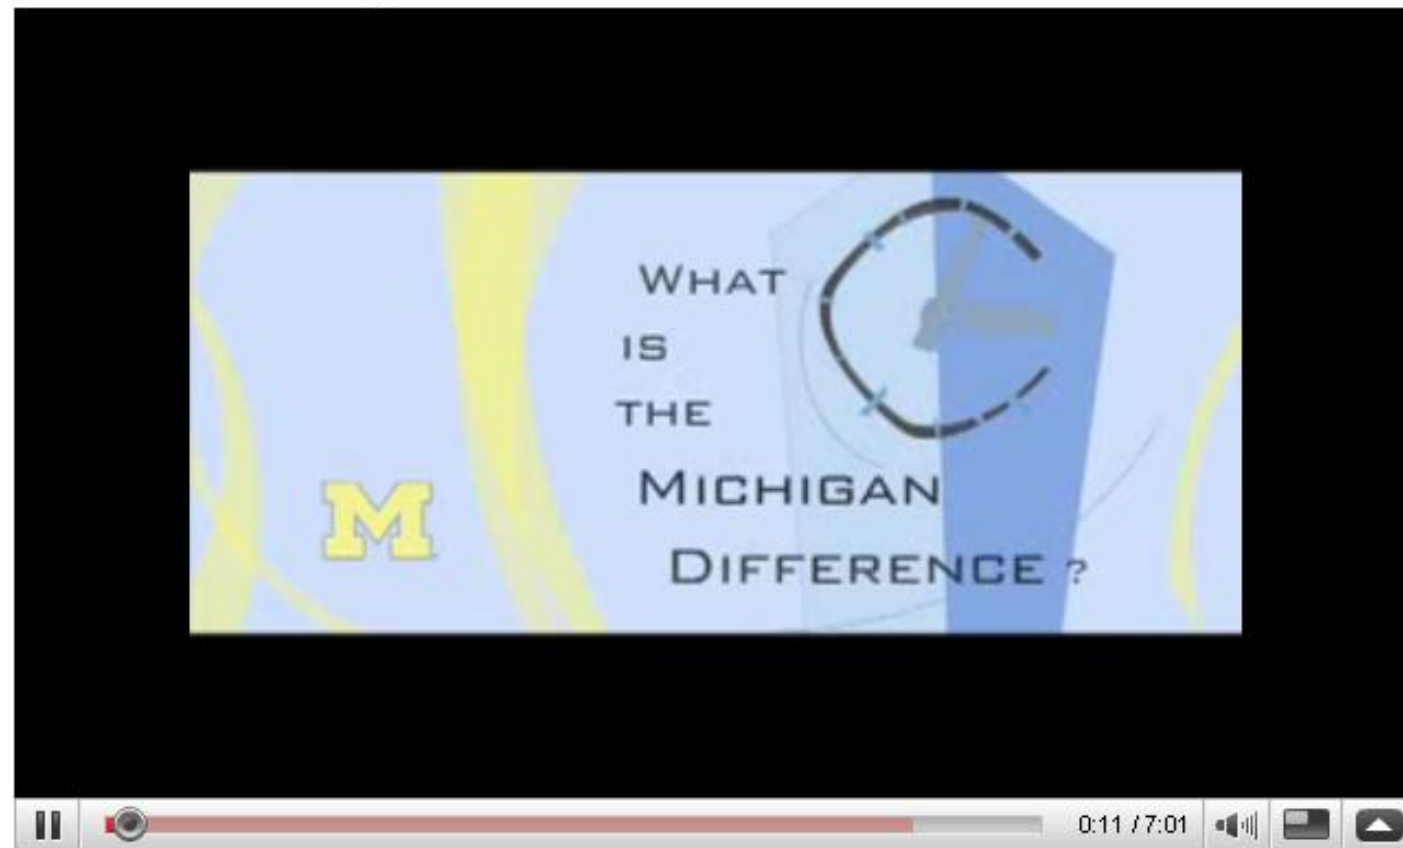 WHAT
IS
THE
MICHIGAN
DIFFERENCE ?
M
0:11 / 7:01